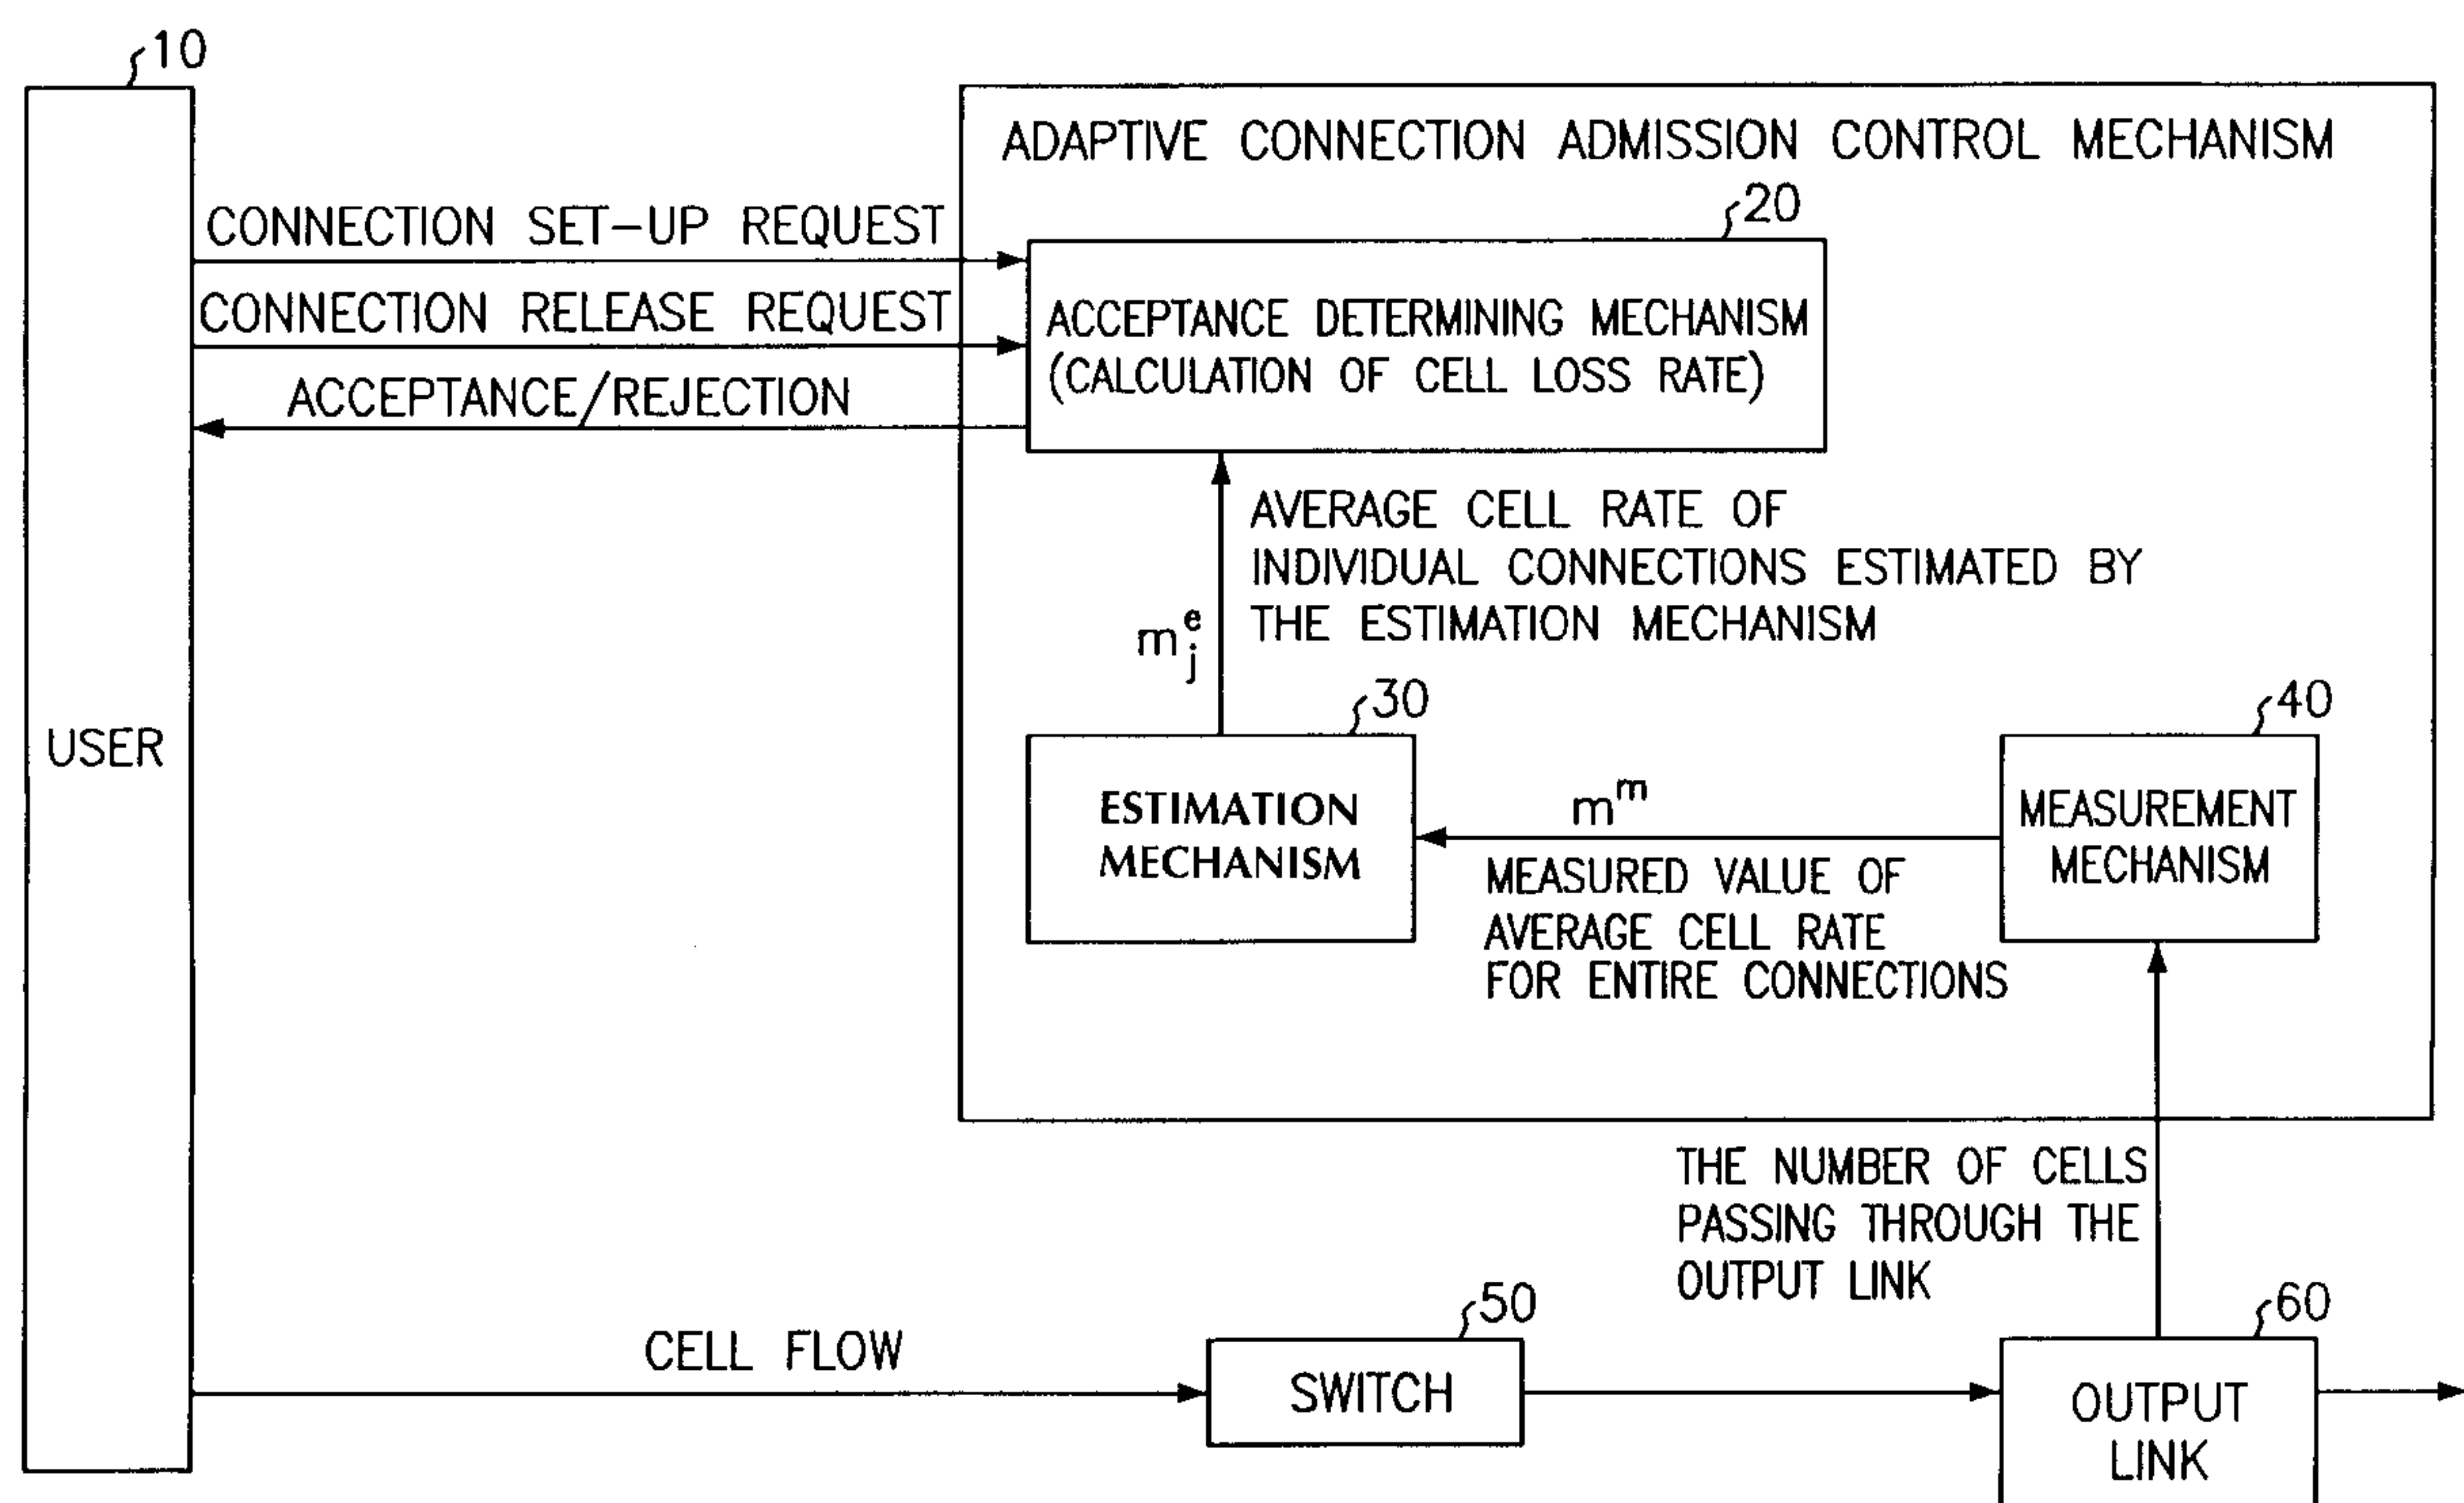 10
ADAPTIVE CONNECTION ADMISSION CONTROL MECHANISM
20
CONNECTION SET-UP REQUEST
CONNECTION RELEASE REQUEST
ACCEPTANCE/REJECTION
ACCEPTANCE DETERMINING MECHANISM
(CALCULATION OF CELL LOSS RATE)
AVERAGE CELL RATE OF
INDIVIDUAL CONNECTIONS ESTIMATED BY
THE ESTIMATION MECHANISM
m_j^e
30
40
USER
ESTIMATION
MECHANISM
m^m
MEASURED VALUE OF
AVERAGE CELL RATE
FOR ENTIRE CONNECTIONS
MEASUREMENT
MECHANISM
THE NUMBER OF CELLS
PASSING THROUGH THE
OUTPUT LINK
50
60
CELL FLOW
SWITCH
OUTPUT
LINK